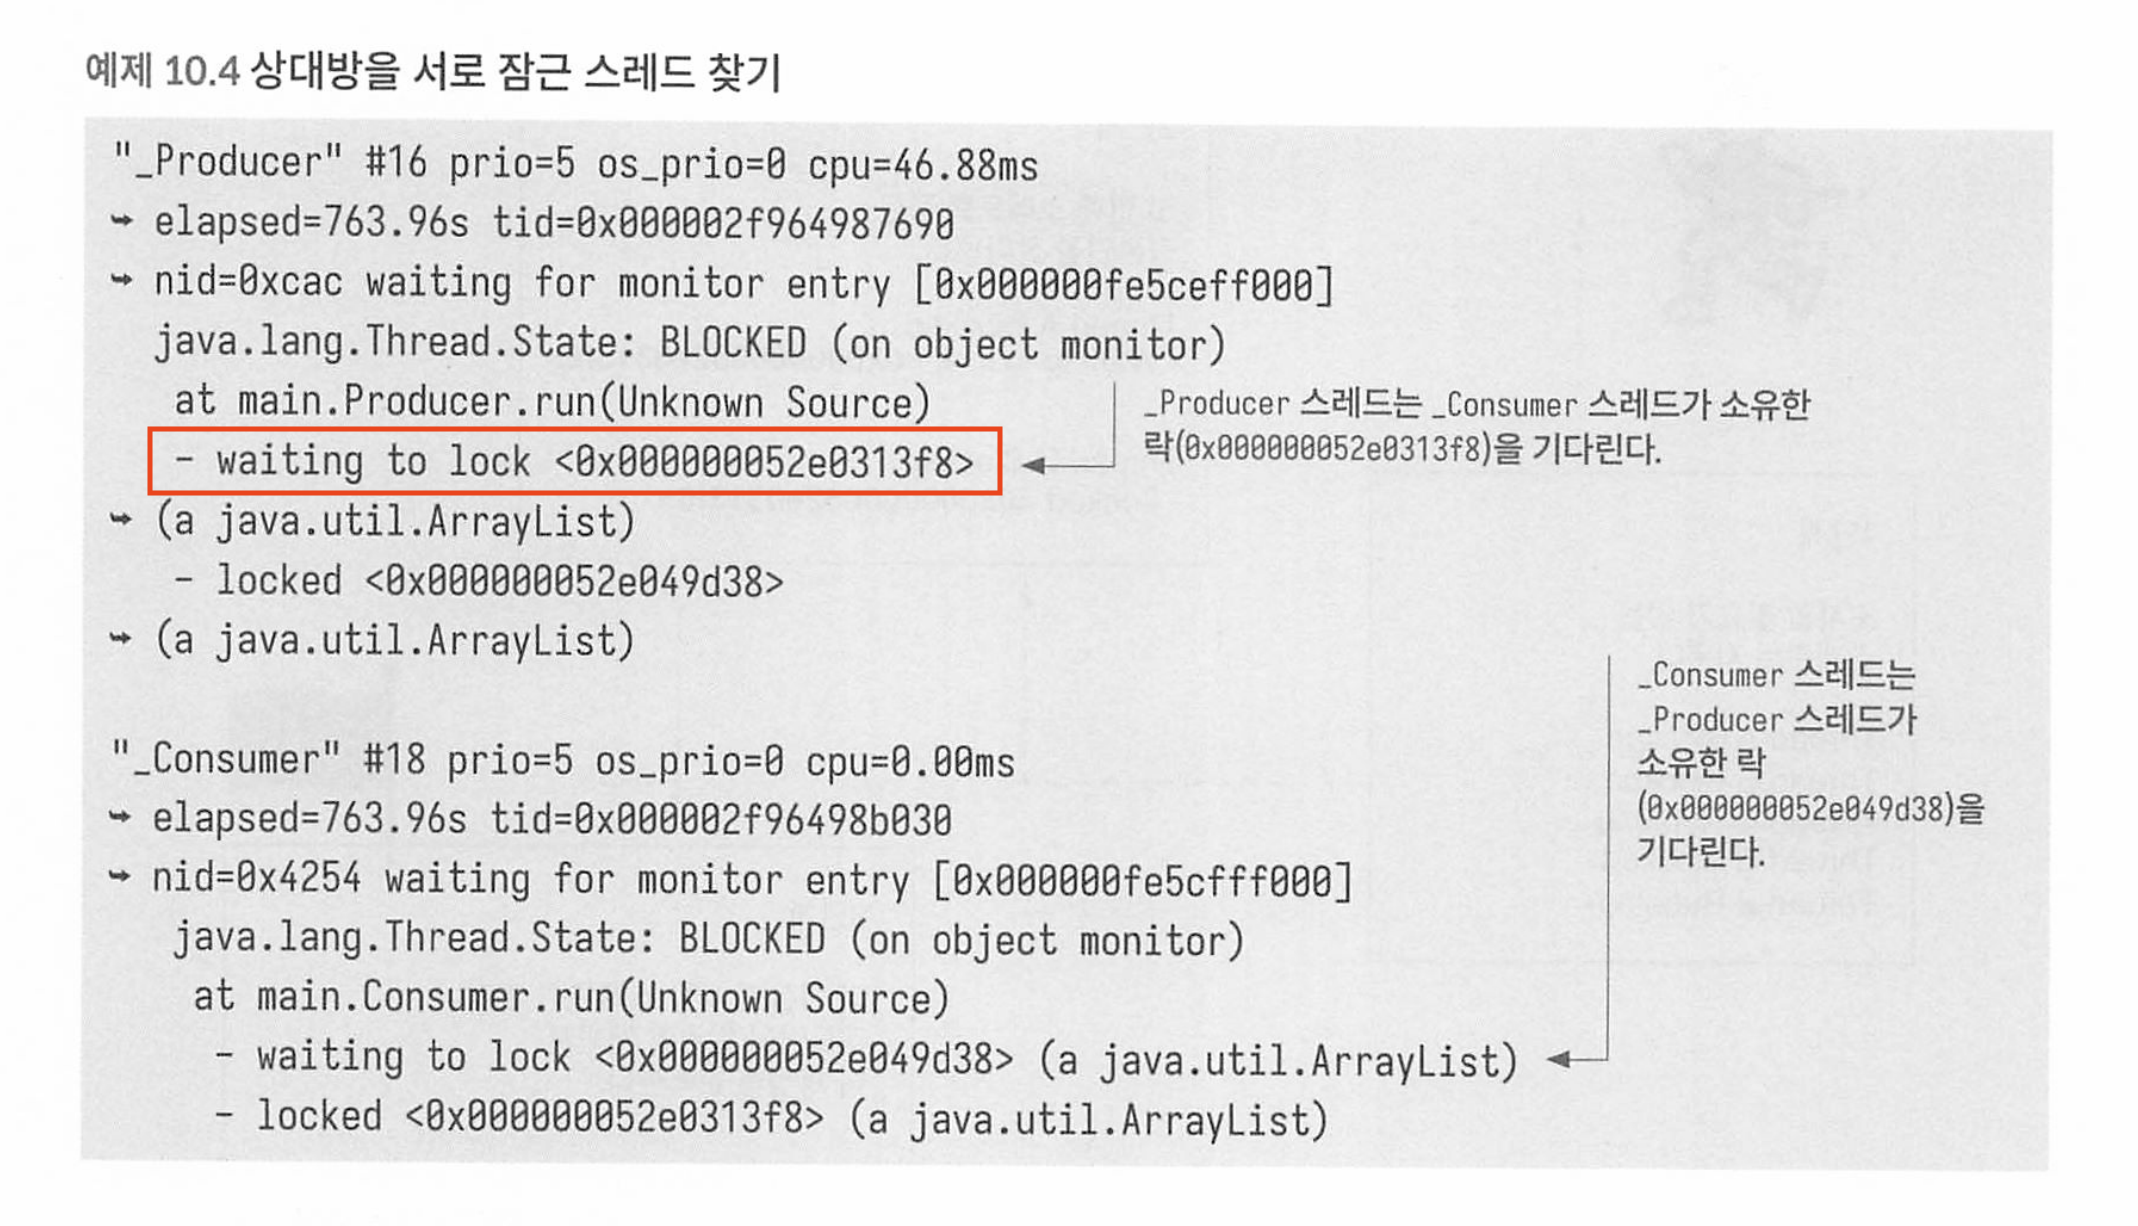 예제 10.4 상대방을 서로 잠근 스레드 찾기
"_Producer" #16 prio=5 os_prio=0 cpu=46.88ms
➥ elapsed=763.96s tid=0x000002f964987690
➥ nid=0xcac waiting for monitor entry [0x000000fe5ceff000]
java.lang.Thread.State: BLOCKED (on object monitor)
at main.Producer.run(Unknown Source)
- waiting to lock <0x000000052e0313f8>
_Producer 스레드는 _Consumer 스레드가 소유한
락(0x000000052e0313f8)을 기다린다.
➥ (a java.util.ArrayList)
- locked <0x000000052e049d38>
➥ (a java.util.ArrayList)
"_Consumer" #18 prio=5 os_prio=0 cpu=0.00ms
➥ elapsed=763.96s tid=0x000002f96498b030
➥ nid=0x4254 waiting for monitor entry [0x000000fe5cfff000]
java.lang.Thread.State: BLOCKED (on object monitor)
at main.Consumer.run(Unknown Source)
- waiting to lock <0x000000052e049d38> (a java.util.ArrayList)
- locked <0x000000052e0313f8> (a java.util.ArrayList)
_Consumer 스레드는
_Producer 스레드가
소유한 락
(0x000000052e049d38)을
기다린다.